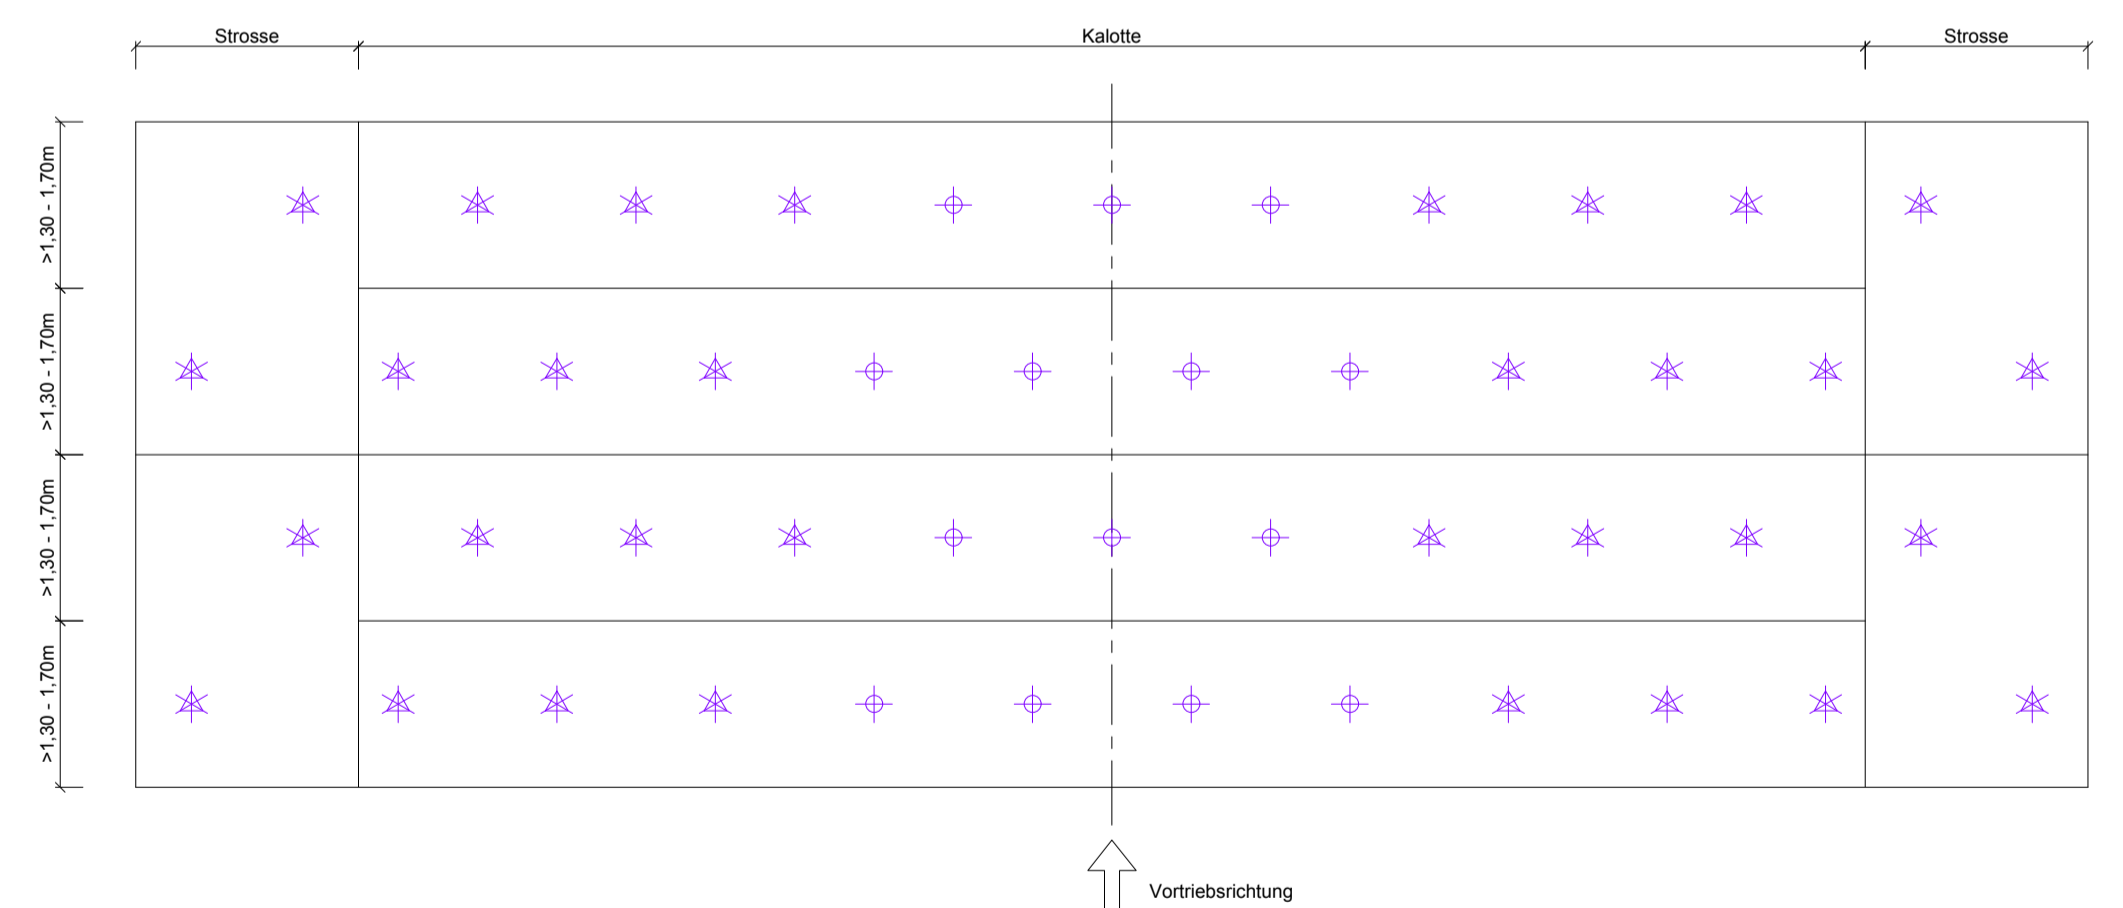 Strosse
Kalotte
Strosse
>1,30 - 1,70m
>1,30 - 1,70m
>1,30 - 1,70m
>1,30 - 1,70m
Vortriebsrichtung